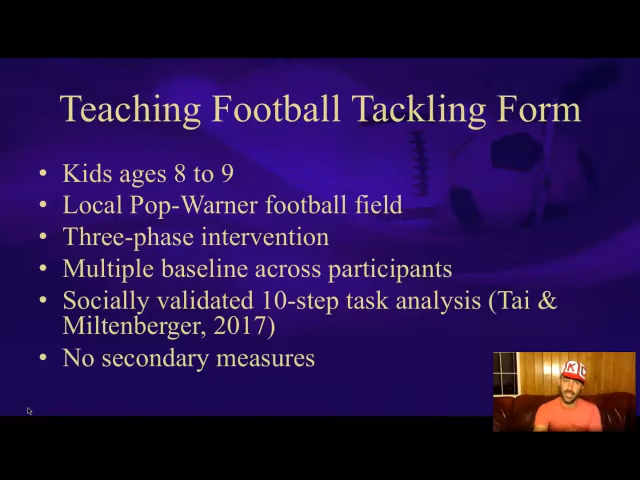 Teaching Football Tackling Form
• Kids ages 8 to 9
• Local Pop-Warner football field
• Three-phase intervention
• Multiple baseline across participants
• Socially validated 10-step task analysis (Tai &
Miltenberger, 2017)
• No secondary measures